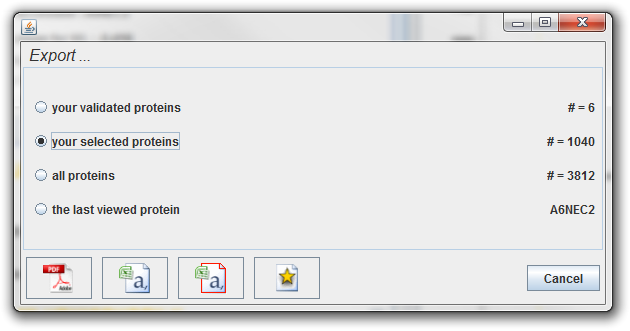 Export ...
your validated proteins # = 6
your selected proteins # = 1040
all proteins # = 3812
the last viewed protein A6NEC2
PDF
Adobe
a,
a,
Cancel